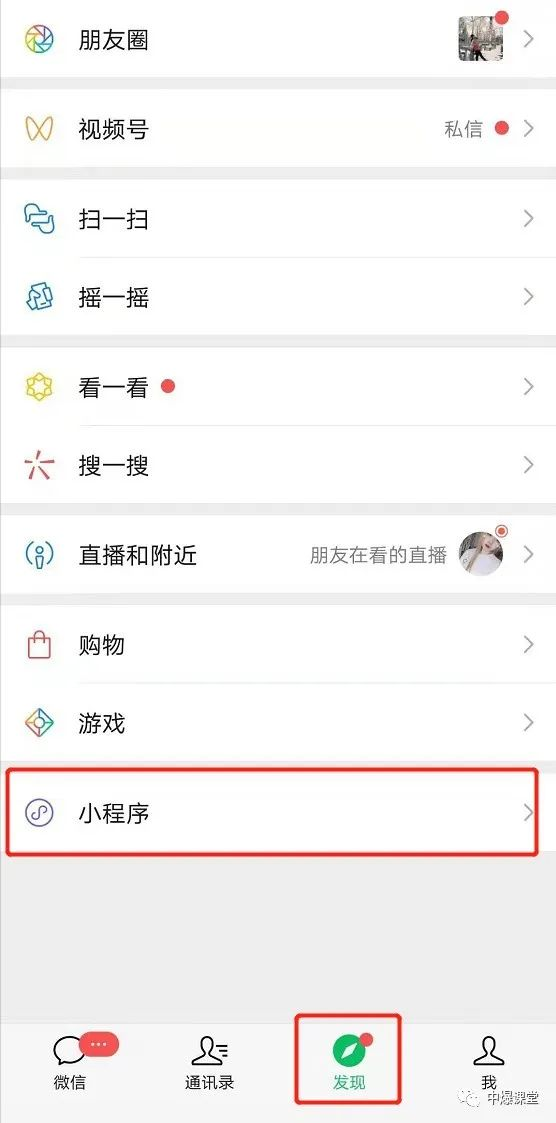 朋友圈
视频号 私信
扫一扫
摇一摇
看一看
搜一搜
直播和附近 朋友在看的直播
购物
游戏
小程序
微信 通讯录 发现 我
中爆课堂